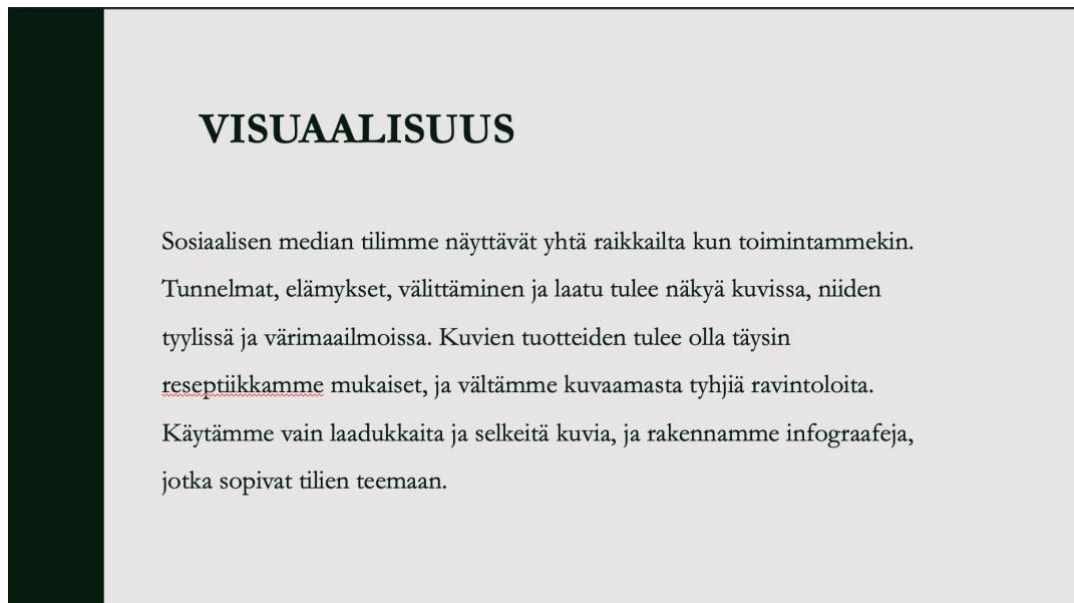 VISUAALISUUS
Sosiaalisen median tilimme näyttävät yhtä raikkailta kun toimintammekin.
Tunnelmat, elämykset, välittäminen ja laatu tulee näkyä kuvissa, niiden
tyylissä ja värimaailmoissa. Kuvien tuotteiden tulee olla täysin
reseptiikkamme mukaiset, ja vältämme kuvaamasta tyhjiä ravintoloita.
Käytämme vain laadukkaita ja selkeitä kuvia, ja rakennamme infograafeja,
jotka sopivat tilien teemaan.